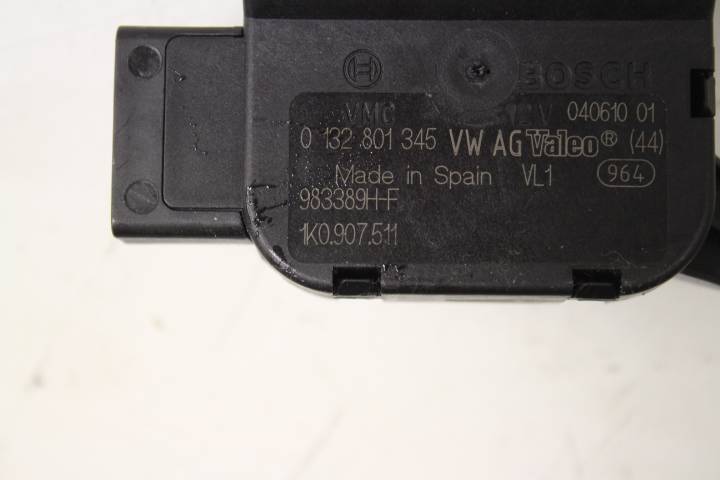 BOSCH
VMC 12V 040610 01
0 132 801 345 VW AG Valeo® (44)
Made in Spain VL1 964
983389H-F
1K0.907.511